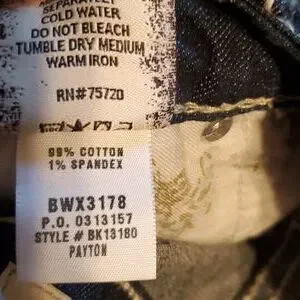 SEPARATELY
COLD WATER
DO NOT BLEACH
TUMBLE DRY MEDIUM
WARM IRON
RN#75720
99% COTTON
1% SPANDEX
BWX3178
P.O. 0313157
STYLE # BK13180
PAYTON